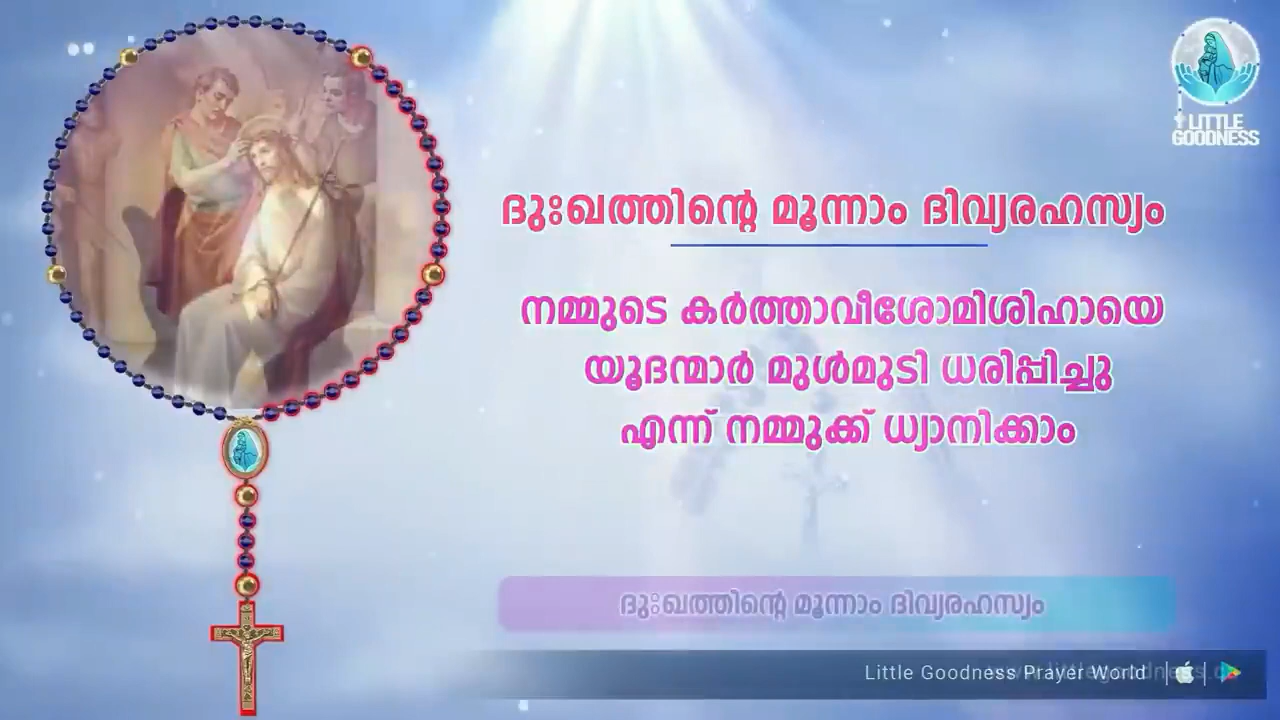 LITTLE
GOODNESS
ദുഃഖത്തിന്റെ മൂന്നാം ദിവ്യരഹസ്യം
നമ്മുടെ കർത്താവീശോമിശിഹായെ
യൂദന്മാർ മുൾമുടി ധരിപ്പിച്ചു
എന്ന് നമ്മുക്ക് ധ്യാനിക്കാം
ദുഃഖത്തിന്റെ മൂന്നാം ദിവ്യരഹസ്യം
Little Goodness Prayer World